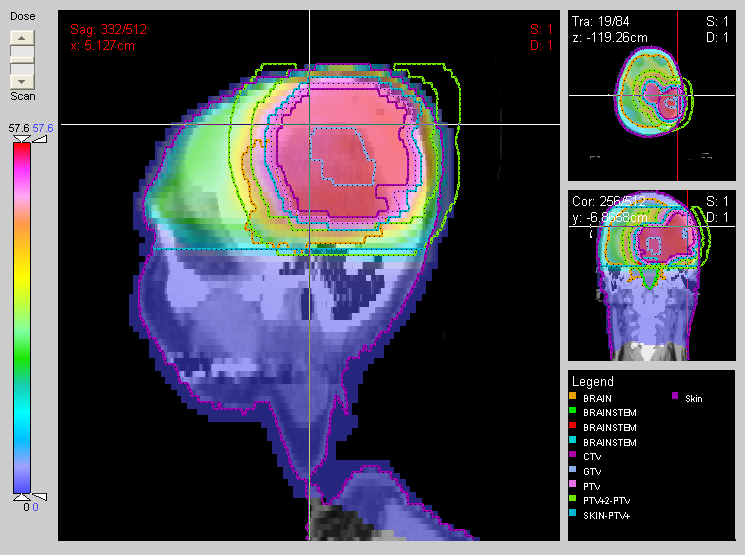 Dose
Scan
57.6 57.6
0 0
Sag: 332/512
x: 5.127cm
S: 1
D: 1
Tra: 19/84
z: -119.26cm
S: 1
D: 1
Cor: 256/512
y: -6.8658cm
S: 1
D: 1
Legend
BRAIN
Skin
BRAINSTEM
BRAINSTEM
BRAINSTEM
CTV
GTV
PTV
PTV+2-PTV
SKIN-PTV+